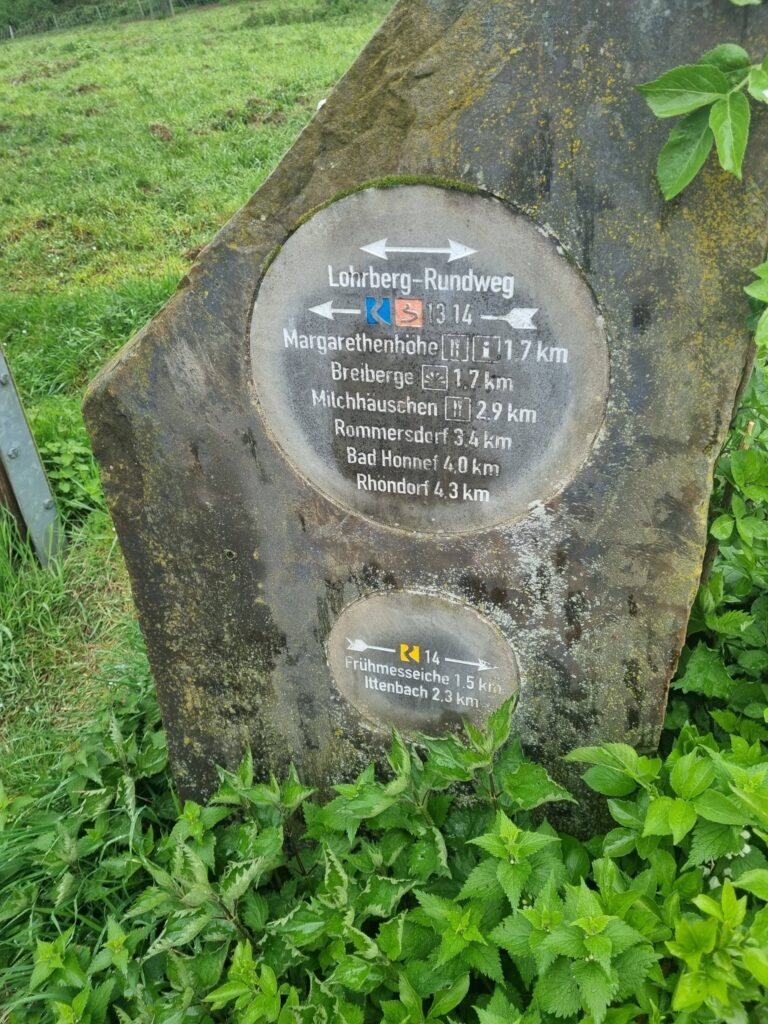 Lohrberg-Rundweg
13 14
Margarethenhöhe 1,7 km
Breiberge 1,7 km
Milchhäuschen 2,9 km
Rommersdorf 3,4 km
Bad Honnef 4,0 km
Rhöndorf 4,3 km
14
Frühmesseiche 1,5 km
Ittenbach 2,3 km